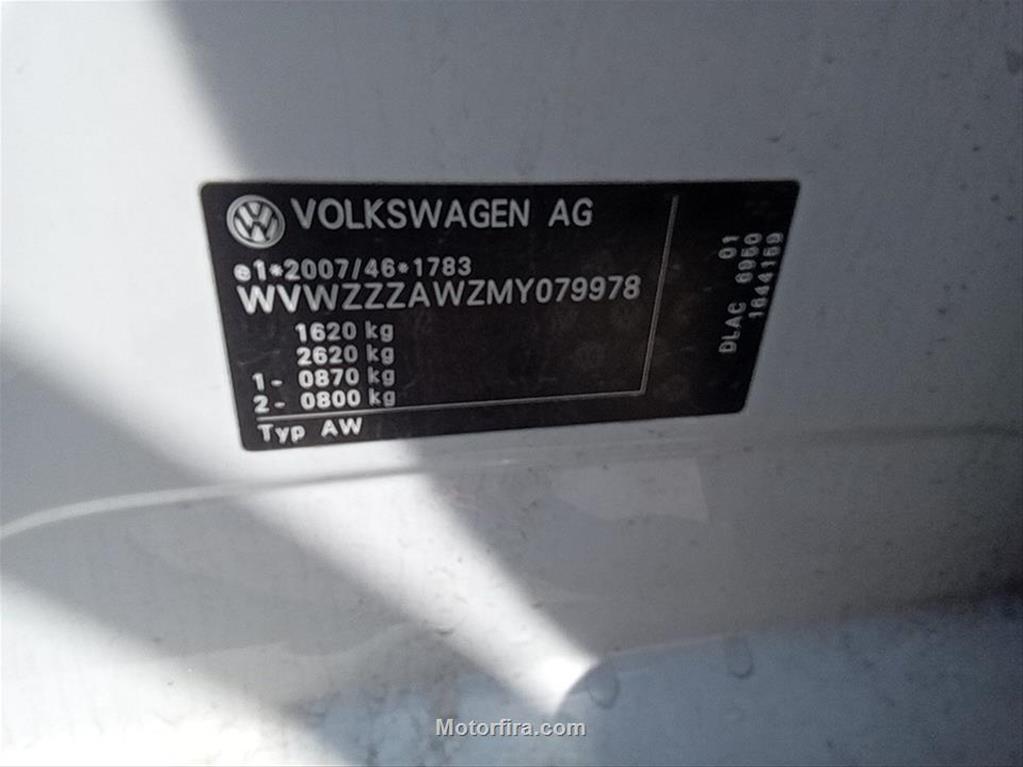 VOLKSWAGEN AG
e1*2007/46*1783
WVWZZZAWZMY079978
1620 kg
2620 kg
1- 0870 kg
2- 0800 kg
Typ AW
01
DLAC 6960
1644169
Motorfira.com